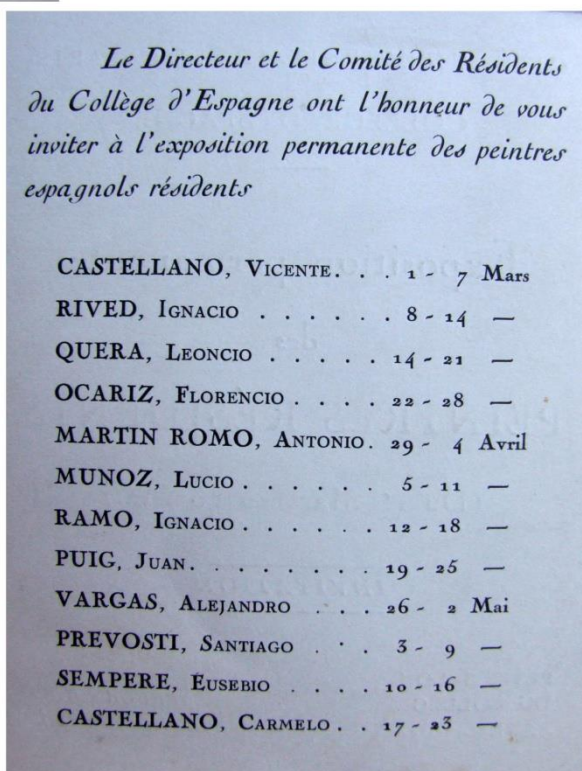 Le Directeur et le Comité des Résidents
du Collège d'Espagne ont l'honneur de vous
inviter à l'exposition permanente des peintres
espagnols résidents
CASTELLANO, VICENTE. . . 1 - 7 Mars
RIVED, IGNACIO . . . . . . 8 - 14 —
QUERA, LEONCIO . . . . . 14 - 21 —
OCARIZ, FLORENCIO . . . . 22 - 28 —
MARTIN ROMO, ANTONIO. 29 - 4 Avril
MUNOZ, LUCIO . . . . . . 5 - 11 —
RAMO, IGNACIO . . . . . . 12 - 18 —
PUIG, JUAN. . . . . . . . 19 - 25 —
VARGAS, ALEJANDRO . . . 26 - 2 Mai
PREVOSTI, SANTIAGO . . . 3 - 9 —
SEMPERE, EUSEBIO . . . . 10 - 16 —
CASTELLANO, CARMELO . . 17 - 23 —